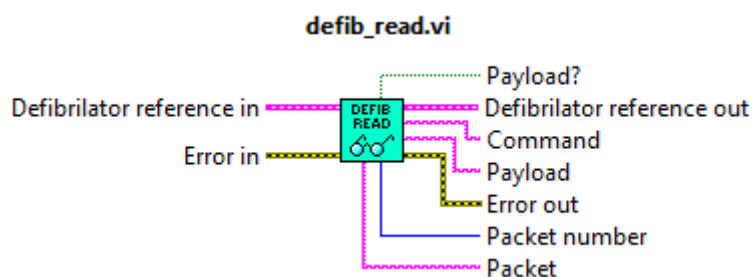 defib_read.vi
Payload?
Defibrilator reference in
DEFIB
READ
Defibrilator reference out
Command
Error in
Payload
Error out
Packet number
Packet